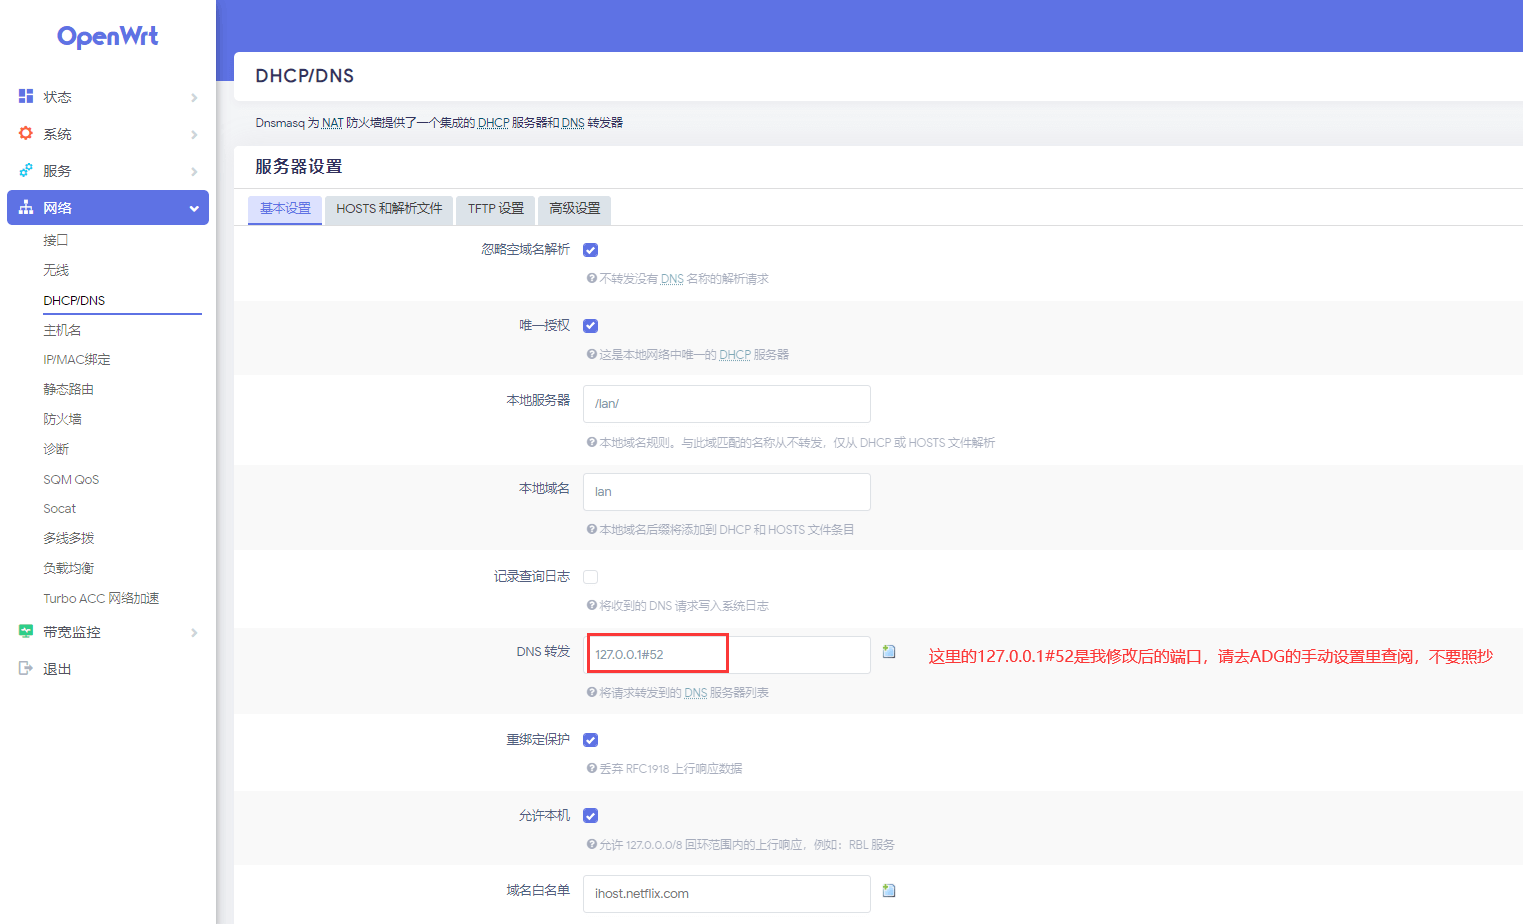 OpenWrt
状态
系统
服务
网络
接口
无线
DHCP/DNS
主机名
IP/MAC绑定
静态路由
防火墙
诊断
SQM QoS
Socat
多线多拨
负载均衡
Turbo ACC 网络加速
带宽监控
退出
DHCP/DNS
Dnsmasq 为 NAT 防火墙提供了一个集成的 DHCP 服务器和 DNS 转发器
服务器设置
基本设置 HOSTS 和解析文件 TFTP 设置 高级设置
忽略空域名解析
不转发没有 DNS 名称的解析请求
唯一授权
这是本地网络中唯一的 DHCP 服务器
本地服务器 /lan/
本地域名规则。与此域匹配的名称从不转发，仅从 DHCP 或 HOSTS 文件解析
本地域名 lan
本地域名后缀将添加到 DHCP 和 HOSTS 文件条目
记录查询日志
将收到的 DNS 请求写入系统日志
DNS 转发 127.0.0.1#52 这里的127.0.0.1#52是我修改后的端口，请去ADG的手动设置里查阅，不要照抄
将请求转发到的 DNS 服务器列表
重绑定保护
丢弃 RFC1918 上行响应数据
允许本机
允许 127.0.0.0/8 回环范围内的上行响应，例如：RBL 服务
域名白名单 ihost.netflix.com